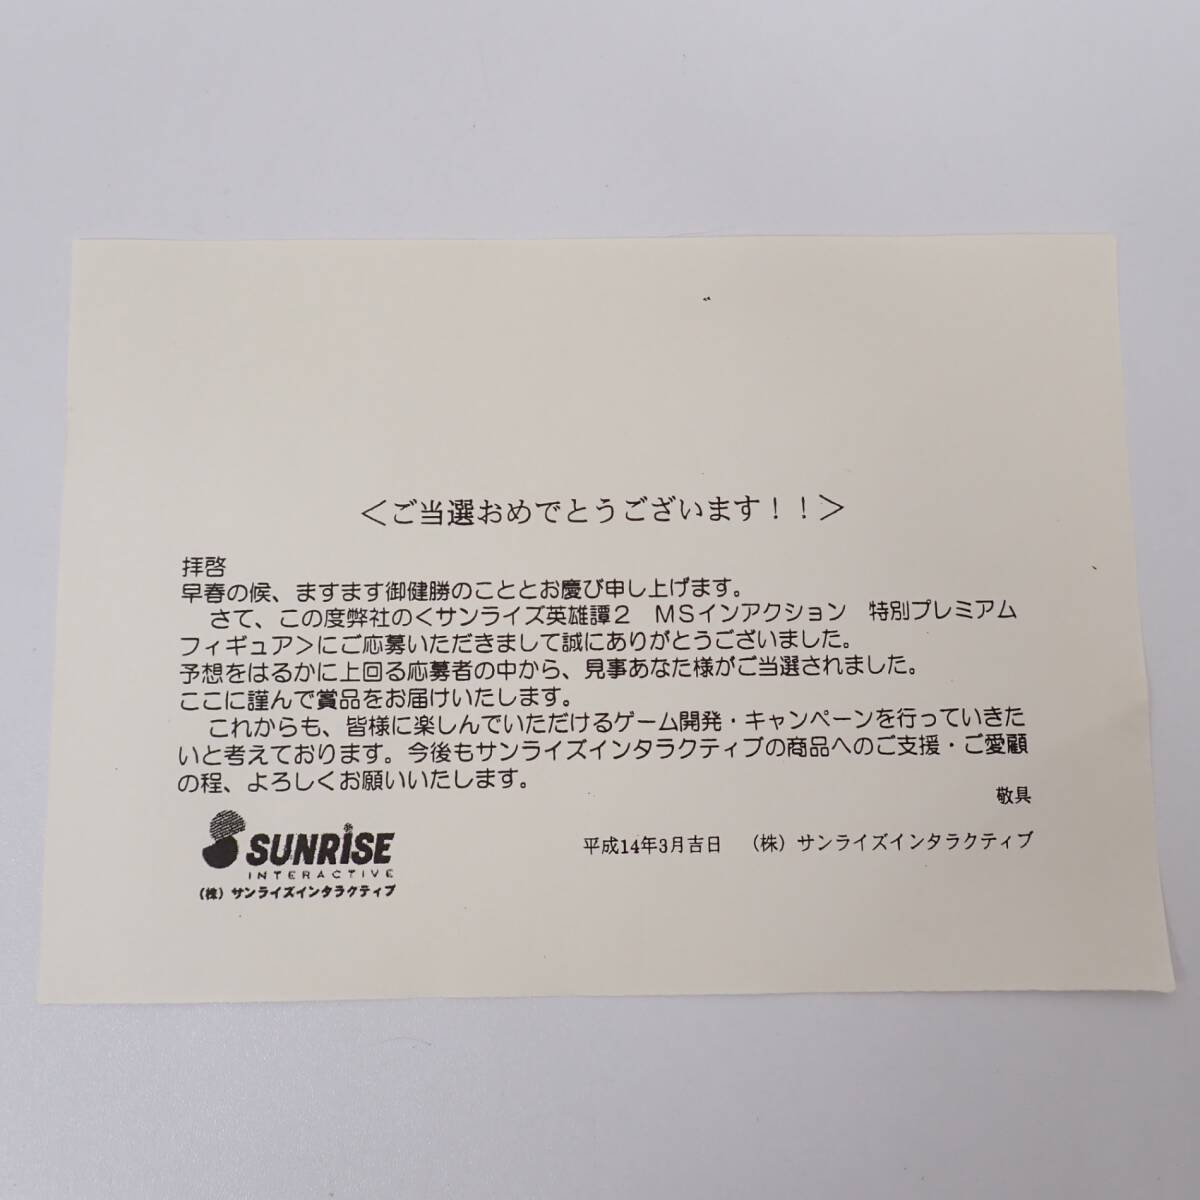 ＜ご当選おめでとうございます！！＞
拝啓
早春の候、ますます御健勝のこととお慶び申し上げます。
　さて、この度弊社の＜サンライズ英雄譚２　ＭＳインアクション　特別プレミアム
フィギュア＞にご応募いただきまして誠にありがとうございました。
予想をはるかに上回る応募者の中から、見事あなた様がご当選されました。
ここに謹んで賞品をお届けいたします。
　これからも、皆様に楽しんでいただけるゲーム開発・キャンペーンを行っていきた
いと考えております。今後もサンライズインタラクティブの商品へのご支援・ご愛顧
の程、よろしくお願いいたします。
敬具
平成14年3月吉日　（株）サンライズインタラクティブ
SUNRISE
INTERACTIVE
（株）サンライズインタラクティブ